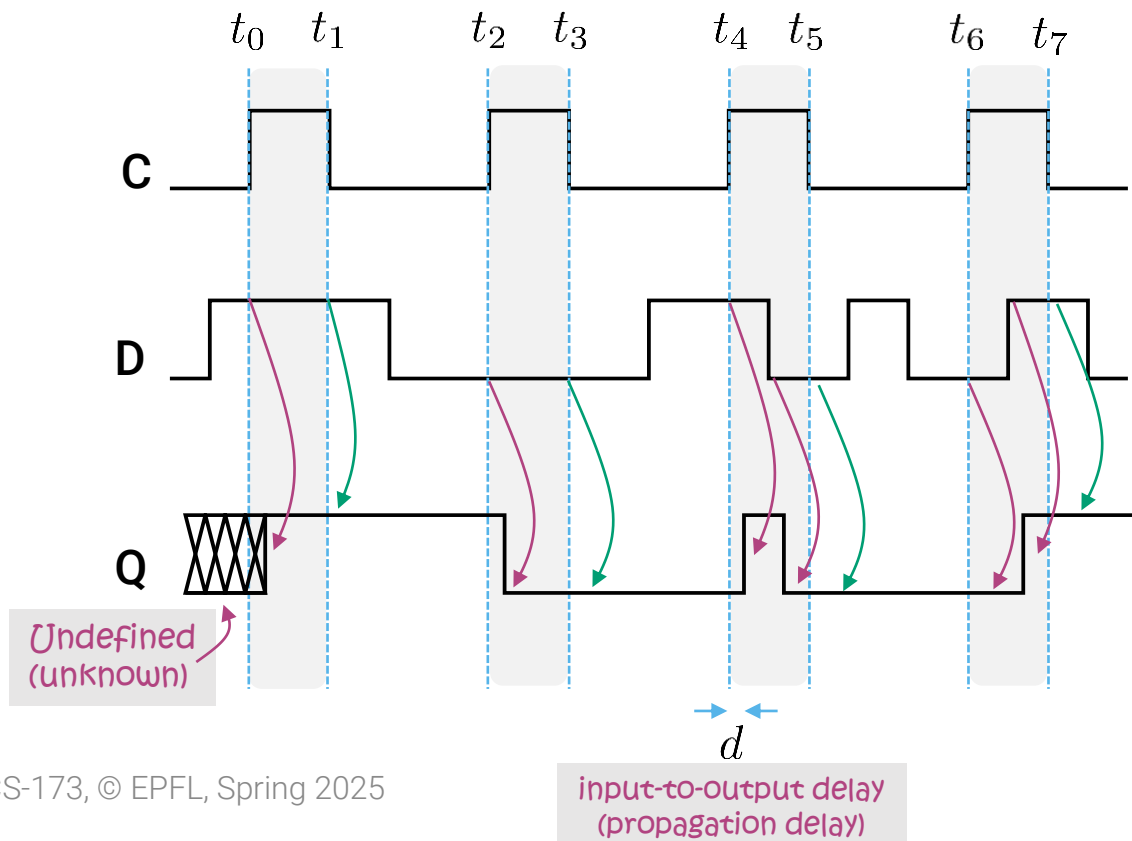 t₀ t₁ t₂ t₃ t₄ t₅ t₆ t₇
C
D
Q
Undefined
(unknown)
d
S-173, © EPFL, Spring 2025
input-to-output delay
(propagation delay)